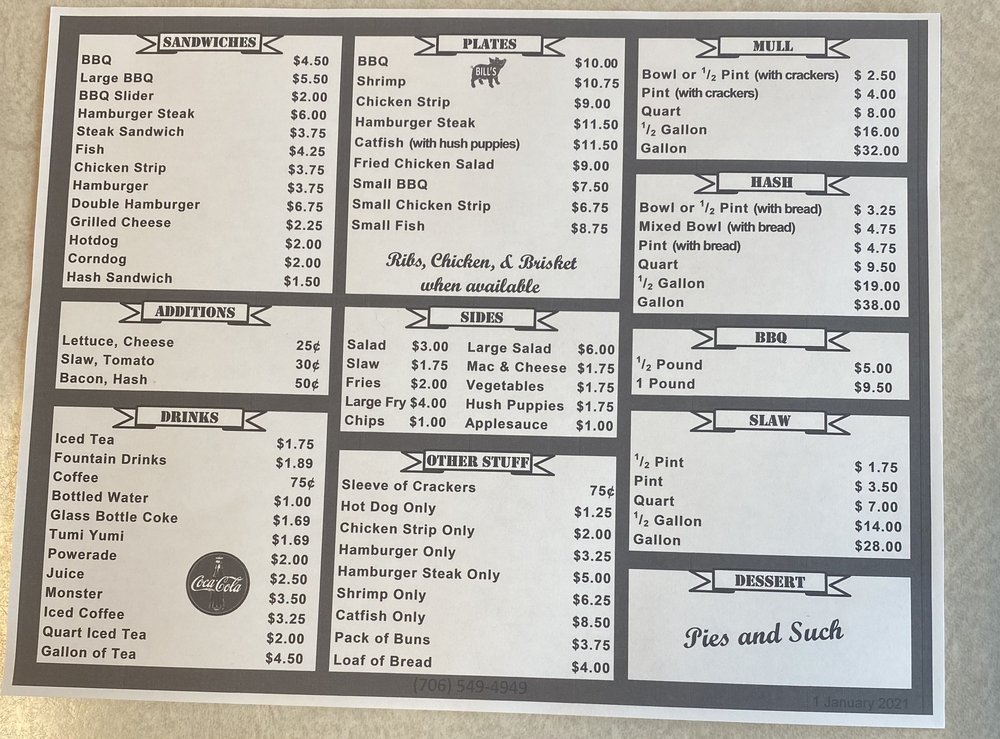 SANDWICHES
BBQ $4.50
Large BBQ $5.50
BBQ Slider $2.00
Hamburger Steak $6.00
Steak Sandwich $3.75
Fish $4.25
Chicken Strip $3.75
Hamburger $3.75
Double Hamburger $6.75
Grilled Cheese $2.25
Hotdog $2.00
Corndog $2.00
Hash Sandwich $1.50
ADDITIONS
Lettuce, Cheese 25¢
Slaw, Tomato 30¢
Bacon, Hash 50¢
DRINKS
Iced Tea $1.75
Fountain Drinks $1.89
Coffee 75¢
Bottled Water $1.00
Glass Bottle Coke $1.69
Tumi Yumi $1.69
Powerade $2.00
Juice $2.50
Monster $3.50
Iced Coffee $3.25
Quart Iced Tea $2.00
Gallon of Tea $4.50
Coca-Cola
PLATES
BILL'S
BBQ $10.00
Shrimp $10.75
Chicken Strip $9.00
Hamburger Steak $11.50
Catfish (with hush puppies) $11.50
Fried Chicken Salad $9.00
Small BBQ $7.50
Small Chicken Strip $6.75
Small Fish $8.75
Ribs, Chicken, & Brisket
when available
SIDES
Salad $3.00 Large Salad $6.00
Slaw $1.75 Mac & Cheese $1.75
Fries $2.00 Vegetables $1.75
Large Fry $4.00 Hush Puppies $1.75
Chips $1.00 Applesauce $1.00
OTHER STUFF
Sleeve of Crackers 75¢
Hot Dog Only $1.25
Chicken Strip Only $2.00
Hamburger Only $3.25
Hamburger Steak Only $5.00
Shrimp Only $6.25
Catfish Only $8.50
Pack of Buns $3.75
Loaf of Bread $4.00
(706) 549-4949
MULL
Bowl or 1/2 Pint (with crackers) $ 2.50
Pint (with crackers) $ 4.00
Quart $ 8.00
1/2 Gallon $16.00
Gallon $32.00
HASH
Bowl or 1/2 Pint (with bread) $ 3.25
Mixed Bowl (with bread) $ 4.75
Pint (with bread) $ 4.75
Quart $ 9.50
1/2 Gallon $19.00
Gallon $38.00
BBQ
1/2 Pound $5.00
1 Pound $9.50
SLAW
1/2 Pint $ 1.75
Pint $ 3.50
Quart $ 7.00
1/2 Gallon $14.00
Gallon $28.00
DESSERT
Pies and Such
1 January 2021